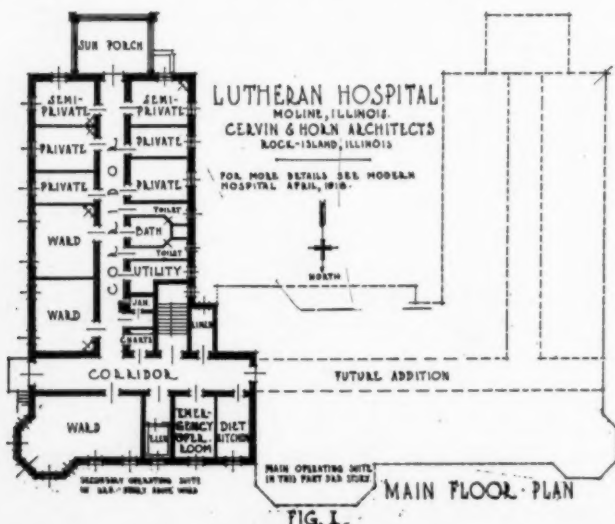 SUN PORCH
SEMI-
PRIVATE
SEMI-
PRIVATE
LUTHERAN HOSPITAL
MOLINE, ILLINOIS.
CERVIN & HORN ARCHITECTS
ROCK-ISLAND, ILLINOIS
PRIVATE
PRIVATE
FOR MORE DETAILS SEE MODERN
HOSPITAL APRIL, 1918.
PRIVATE
PRIVATE
CORRIDOR
TOILET
BATH
TOILET
WARD
NORTH
UTILITY
JAN.
WARD
LINEN
CHARTS
CORRIDOR
FUTURE ADDITION
WARD
EMER-
GENCY
OPER.
ROOM
DIET
KITCHEN
MAIN OPERATING SUITE
IN THIS PART 3RD STORY
MAIN FLOOR PLAN
FIG. I.